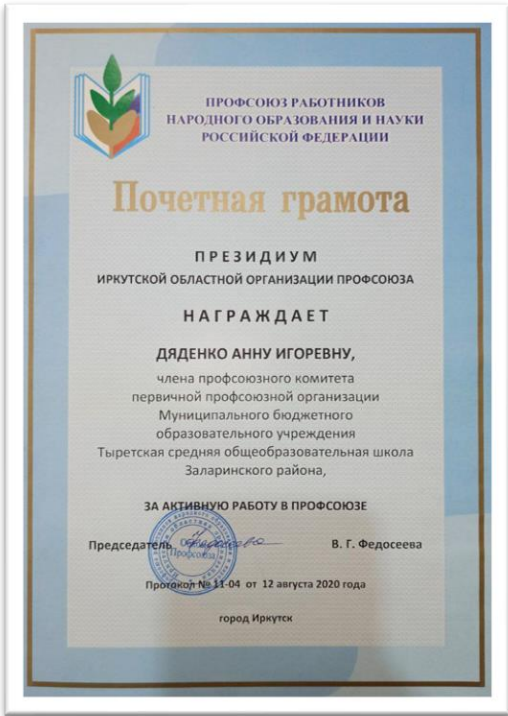 ПРОФСОЮЗ РАБОТНИКОВ
НАРОДНОГО ОБРАЗОВАНИЯ И НАУКИ
РОССИЙСКОЙ ФЕДЕРАЦИИ
Почетная грамота
ПРЕЗИДИУМ
ИРКУТСКОЙ ОБЛАСТНОЙ ОРГАНИЗАЦИИ ПРОФСОЮЗА
НАГРАЖДАЕТ
ДЯДЕНКО АННУ ИГОРЕВНУ,
члена профсоюзного комитета
первичной профсоюзной организации
Муниципального бюджетного
образовательного учреждения
Тыретская средняя общеобразовательная школа
Заларинского района,
ЗА АКТИВНУЮ РАБОТУ В ПРОФСОЮЗЕ
Председатель В. Г. Федосеева
Профсоюза
Протокол № 11-04 от 12 августа 2020 года
город Иркутск